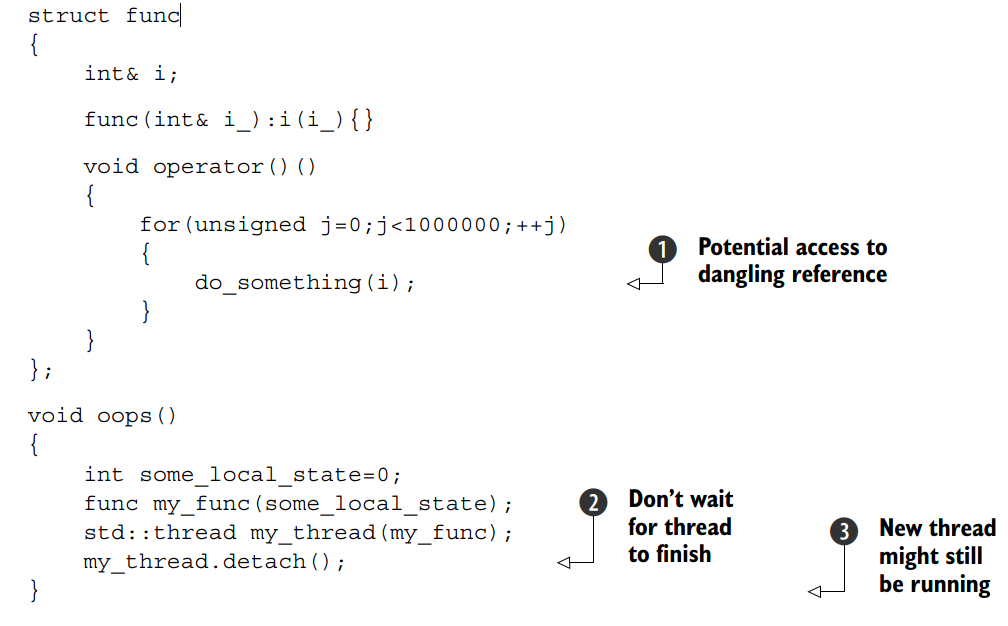 struct func
{
    int& i;
    func(int& i_):i(i_){}
    void operator()()
    {
        for(unsigned j=0;j<1000000;++j)
        {
            do_something(i);
        }
    }
};
1 Potential access to
dangling reference
void oops()
{
    int some_local_state=0;
    func my_func(some_local_state);
    std::thread my_thread(my_func);
    my_thread.detach();
}
2 Don’t wait
for thread
to finish
3 New thread
might still
be running